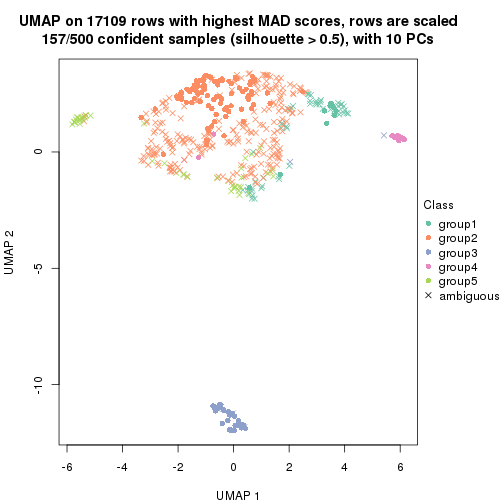 UMAP on 17109 rows with highest MAD scores, rows are scaled
157/500 confident samples (silhouette > 0.5), with 10 PCs
UMAP 2
0
-5
-10
-6
-4
-2
0
2
4
6
UMAP 1
Class
group1
group2
group3
group4
group5
ambiguous